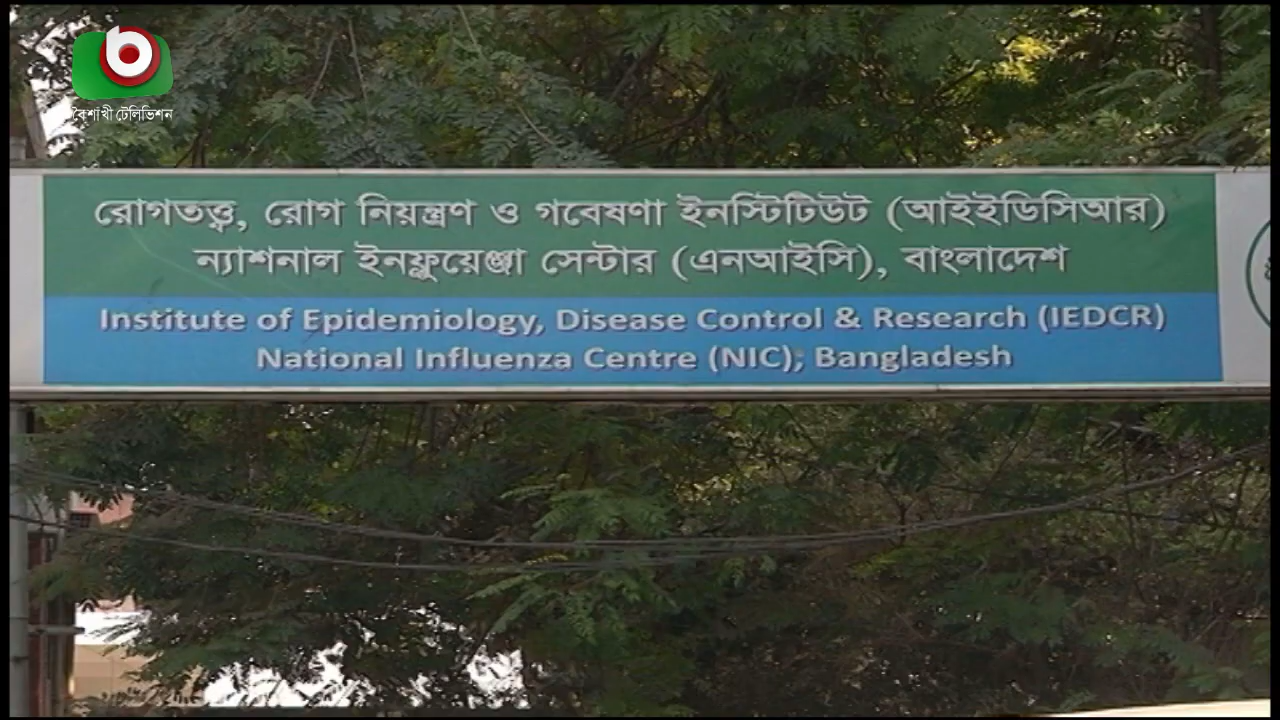 বৈশাখী টেলিভিশন
রোগতত্ত্ব, রোগ নিয়ন্ত্রণ ও গবেষণা ইনস্টিটিউট (আইইডিসিআর)
ন্যাশনাল ইনফ্লুয়েঞ্জা সেন্টার (এনআইসি), বাংলাদেশ
Institute of Epidemiology, Disease Control & Research (IEDCR)
National Influenza Centre (NIC), Bangladesh